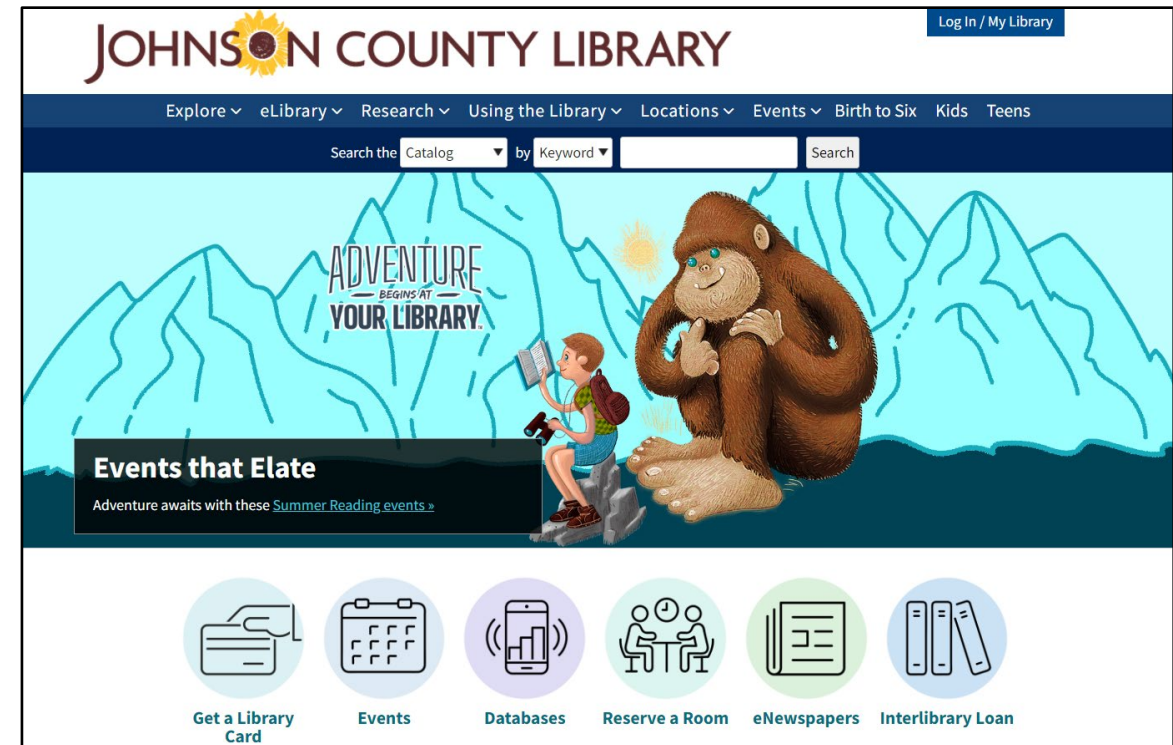 Log In / My Library
JOHNSON COUNTY LIBRARY
Explore eLibrary Research Using the Library Locations Events Birth to Six Kids Teens
Search the Catalog by Keyword Search
ADVENTURE
BEGINS AT
YOUR LIBRARY.
Events that Elate
Adventure awaits with these Summer Reading events »
Get a Library Card
Events
Databases
Reserve a Room
eNewspapers
Interlibrary Loan